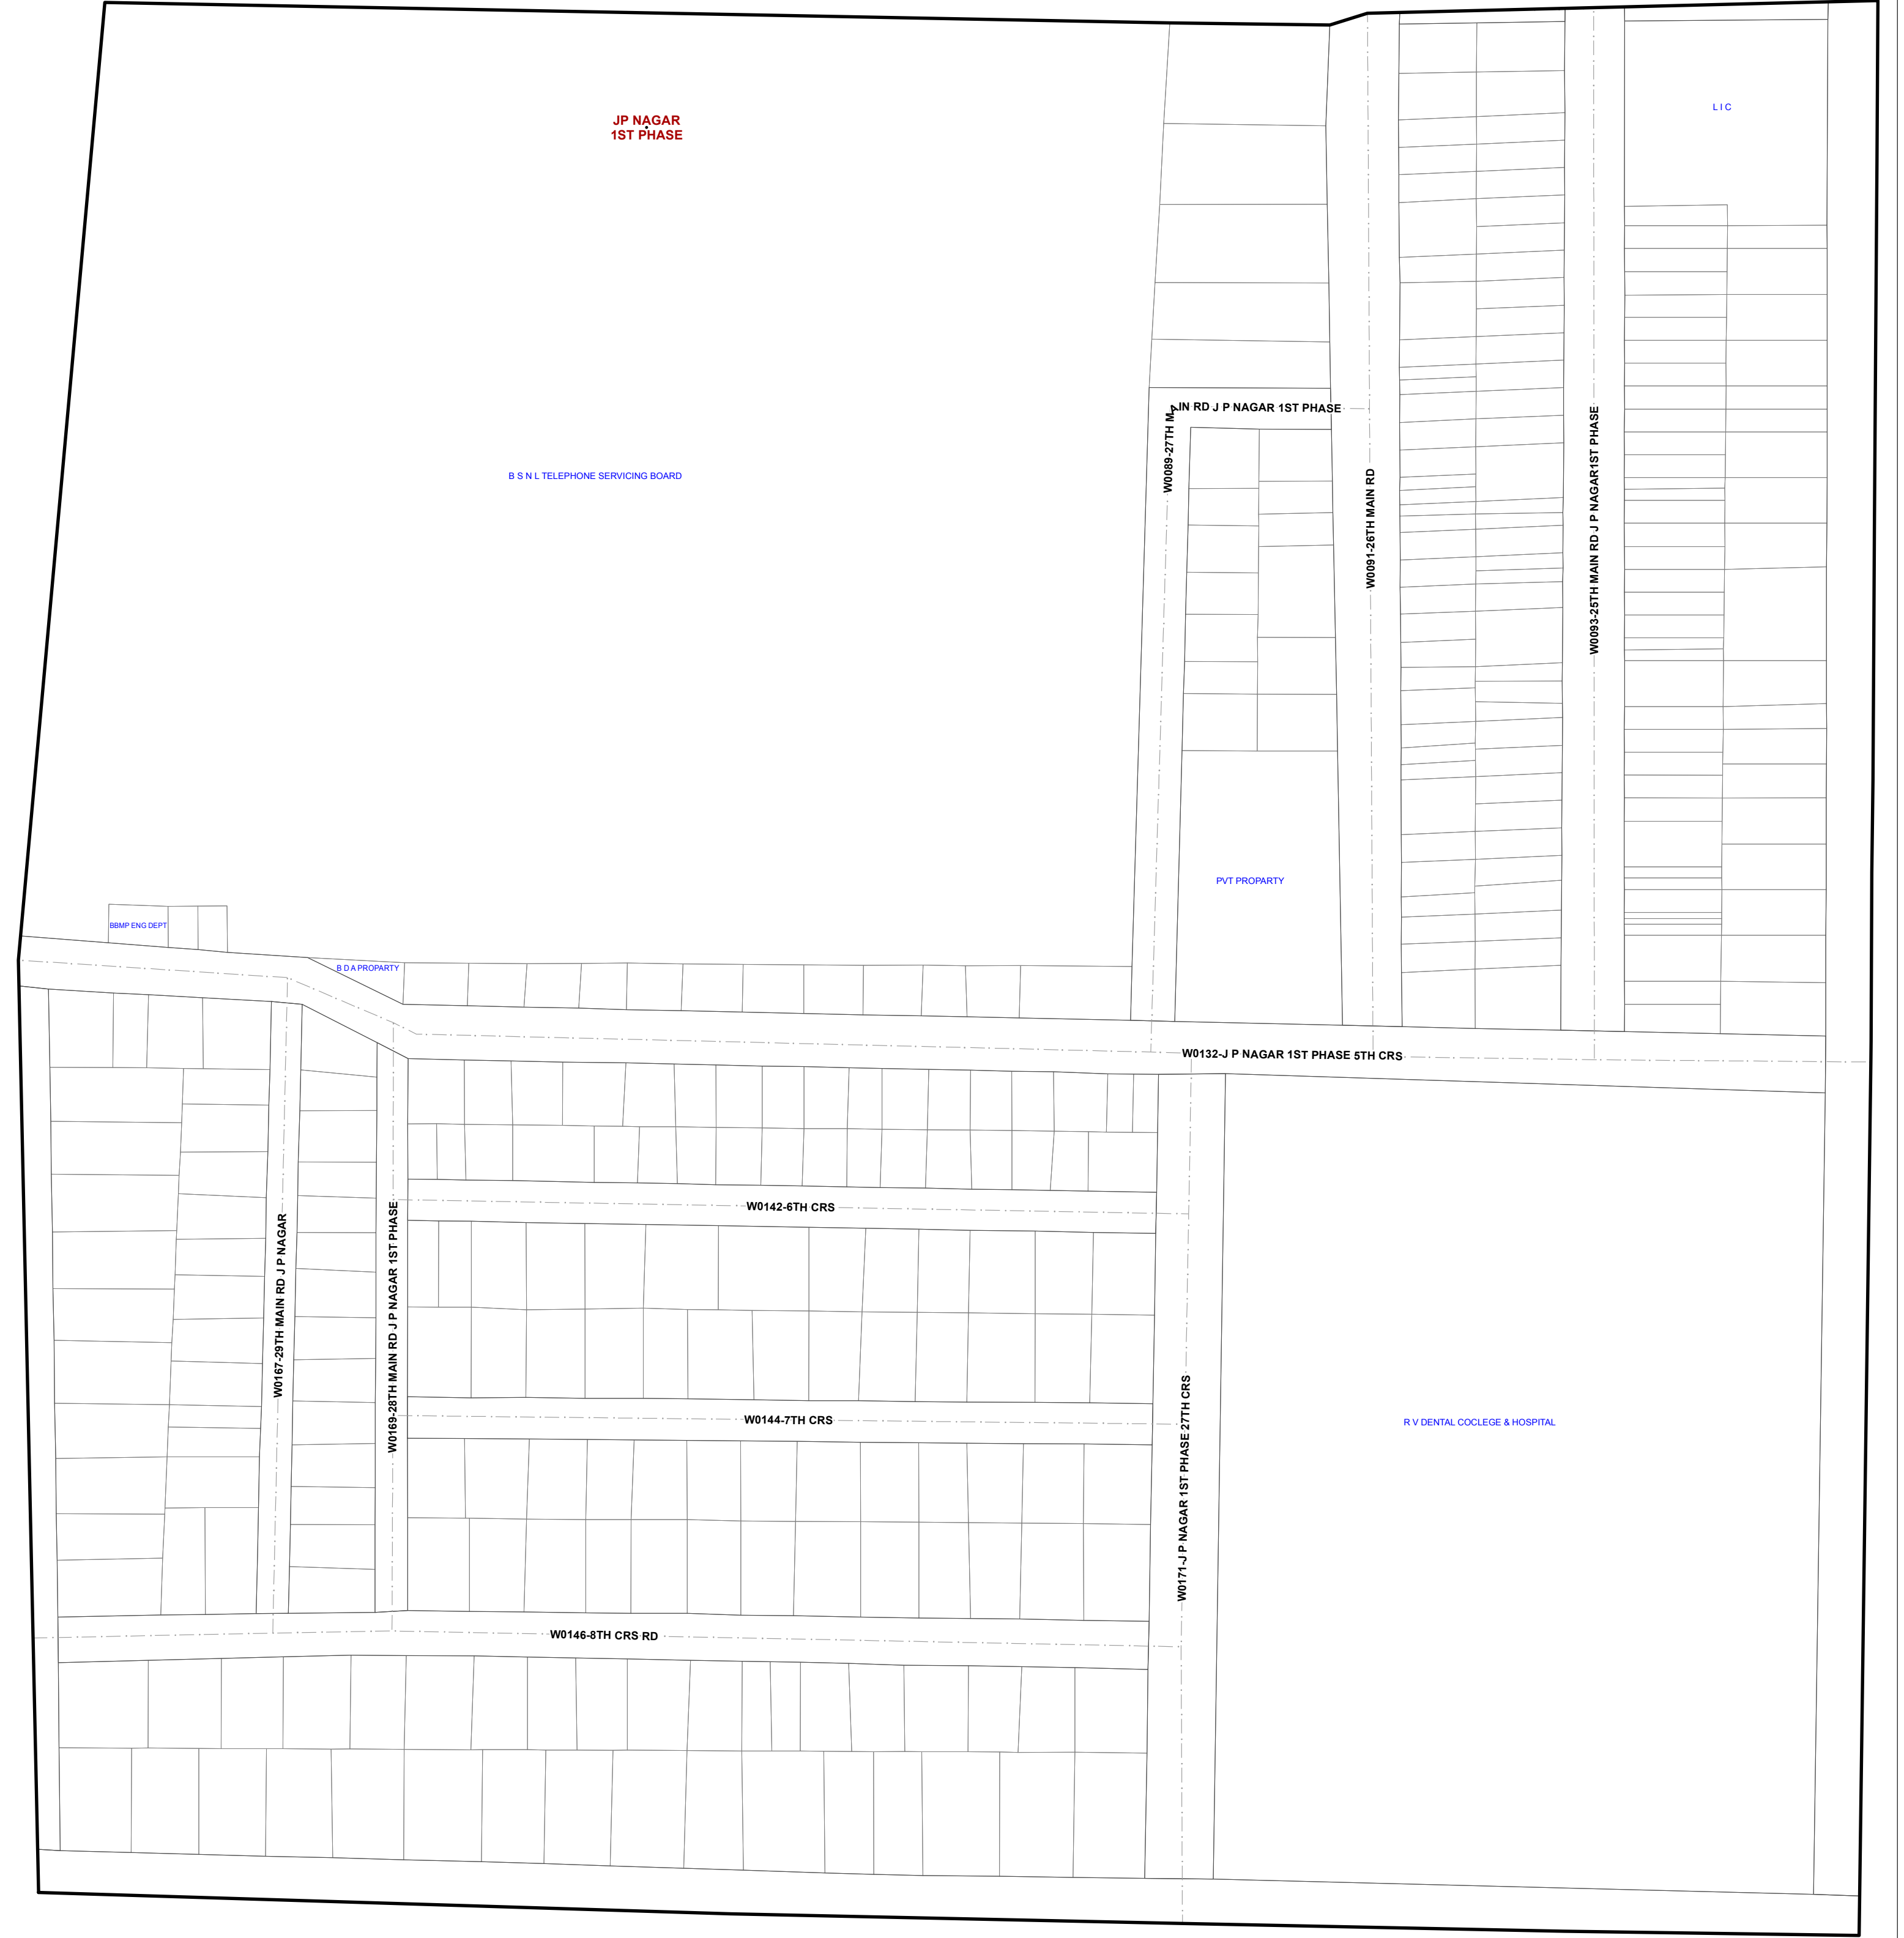 L I C
JP NAGAR
1ST PHASE
W0089-27TH MAIN RD J P NAGAR 1ST PHASE
B S N L TELEPHONE SERVICING BOARD
W0091-26TH MAIN RD
W0093-25TH MAIN RD J P NAGAR1ST PHASE
PVT PROPARTY
BBMP ENG DEPT
B D A PROPARTY
W0132-J P NAGAR 1ST PHASE 5TH CRS
W0142-6TH CRS
W0167-29TH MAIN RD J P NAGAR
W0169-28TH MAIN RD J P NAGAR 1ST PHASE
W0144-7TH CRS
R V DENTAL COCLEGE & HOSPITAL
W0171-J P NAGAR 1ST PHASE 27TH CRS
W0146-8TH CRS RD